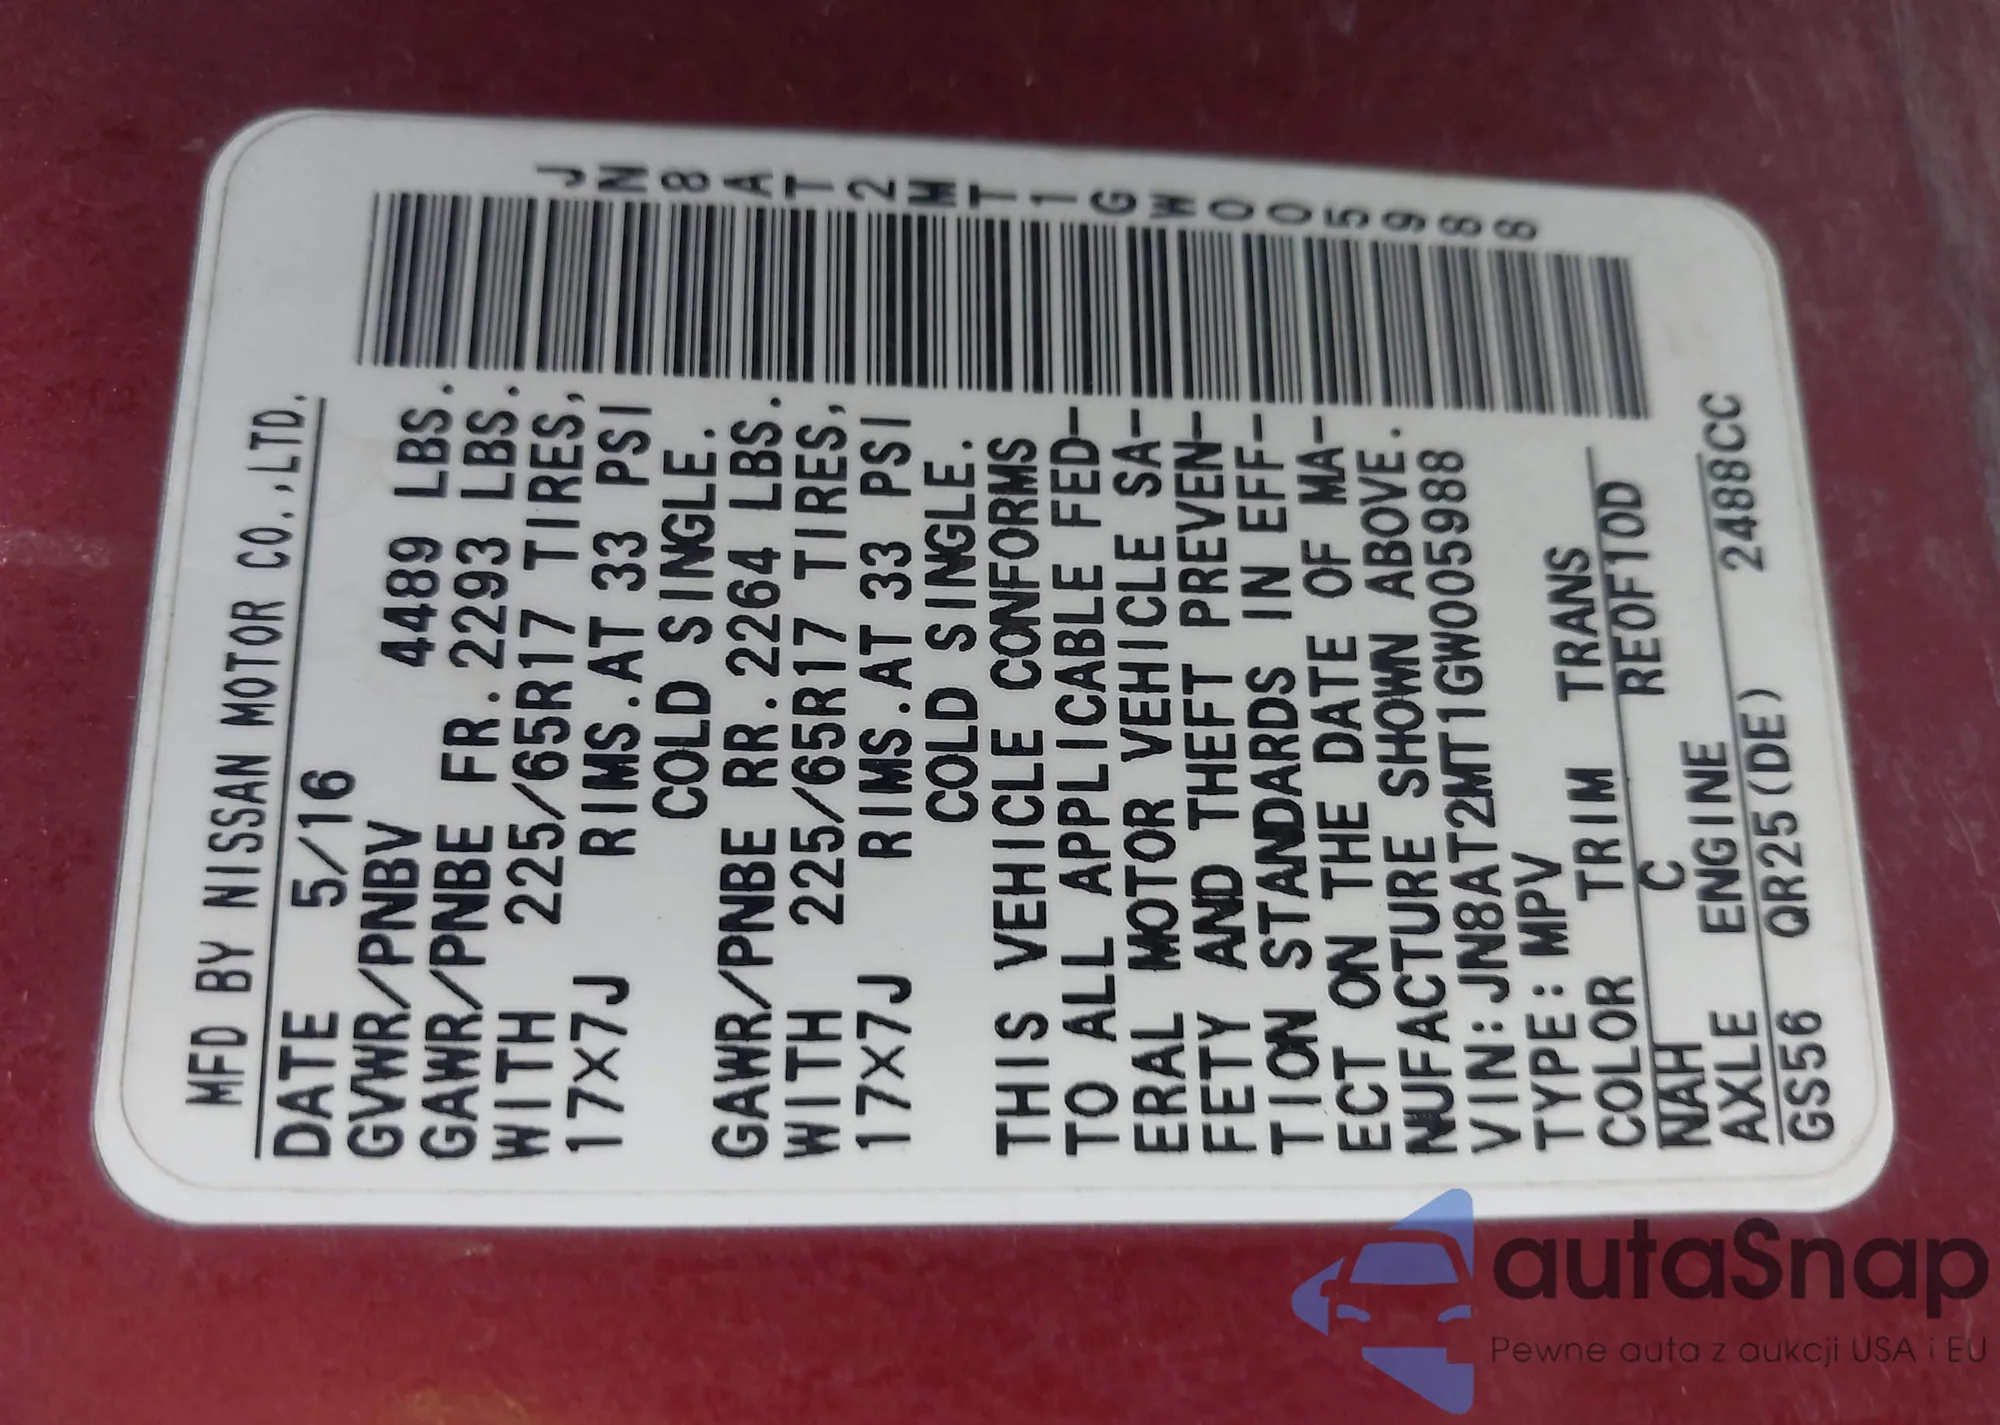 MFD BY NISSAN MOTOR CO.,LTD.
DATE 5/16
GVWR/PNBV 4489 LBS.
GAWR/PNBE FR.2293 LBS.
WITH 225/65R17 TIRES,
17×7J RIMS.AT 33 PSI
COLD SINGLE.
GAWR/PNBE RR.2264 LBS.
WITH 225/65R17 TIRES,
17×7J RIMS.AT 33 PSI
COLD SINGLE.
THIS VEHICLE CONFORMS
TO ALL APPLICABLE FED-
ERAL MOTOR VEHICLE SA-
FETY AND THEFT PREVEN-
TION STANDARDS IN EFF-
ECT ON THE DATE OF MA-
NUFACTURE SHOWN ABOVE.
VIN:JN8AT2MT1GW005988
TYPE:MPV
COLOR TRIM TRANS
NAH C RE0F10D
AXLE ENGINE
GS56 QR25(DE) 2488CC
JN8AT2MT1GW005988
autaSnap
Pewne auta z aukcji USA i EU